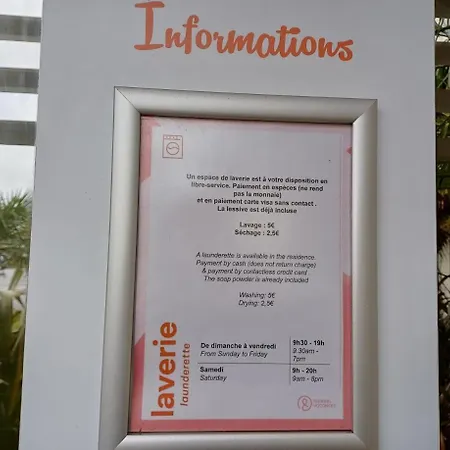 Informations
Un espace de laverie est à votre disposition en
libre-service. Paiement en espèces (ne rend
pas la monnaie)
et en paiement carte visa sans contact .
La lessive est déjà incluse
Lavage : 5€
Séchage : 2,5€
A launderette is available in the residence.
Payment by cash (does not return charge)
& payment by contactless credit card
The soap powder is already included
Washing: 5€
Drying: 2,5€
laverie
launderette
De dimanche à vendredi 9h30 - 19h
From Sunday to Friday 9.30am -
7pm
Samedi 9h - 20h
Saturday 9am - 8pm